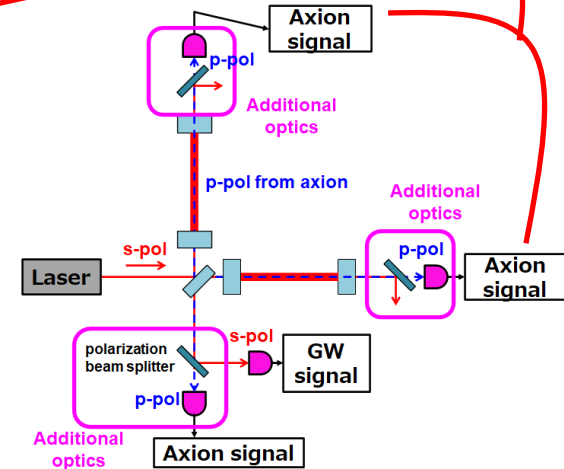 Axion
signal
p-pol
Additional
optics
p-pol from axion
Additional
optics
s-pol
p-pol
Laser
Axion
signal
polarization
beam splitter
s-pol
GW
signal
p-pol
Additional
optics
Axion signal